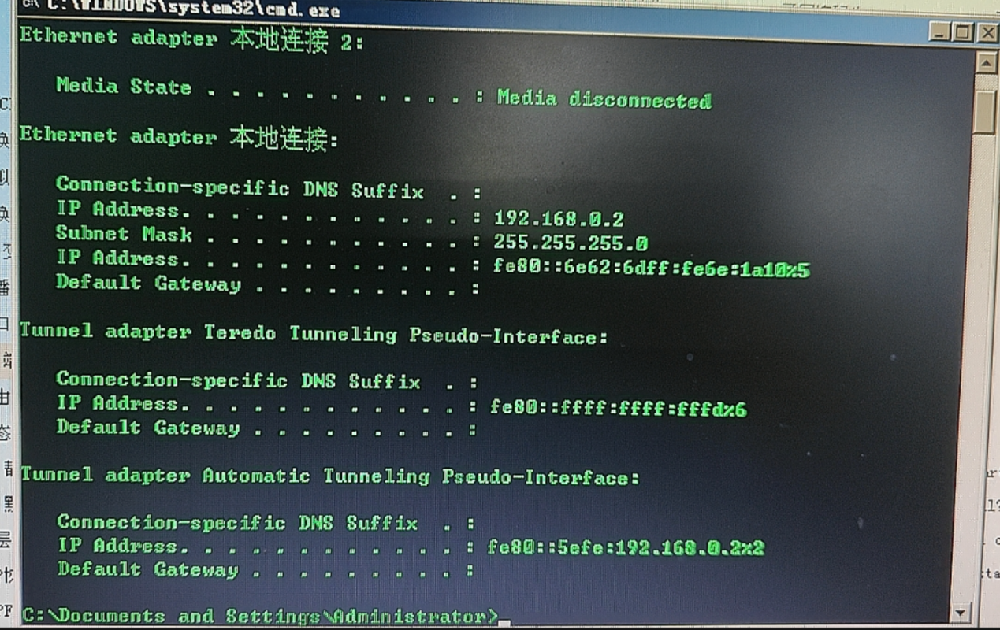 C:\WINDOWS\system32\cmd.exe
Ethernet adapter 本地连接 2:
Media State . . . . . . . . . . . : Media disconnected
Ethernet adapter 本地连接:
Connection-specific DNS Suffix . :
IP Address. . . . . . . . . . . . : 192.168.0.2
Subnet Mask . . . . . . . . . . . : 255.255.255.0
IP Address. . . . . . . . . . . . : fe80::6e62:6dff:fe6e:1a10%5
Default Gateway . . . . . . . . . :
Tunnel adapter Teredo Tunneling Pseudo-Interface:
Connection-specific DNS Suffix . :
IP Address. . . . . . . . . . . . : fe80::ffff:ffff:fffd%6
Default Gateway . . . . . . . . . :
Tunnel adapter Automatic Tunneling Pseudo-Interface:
Connection-specific DNS Suffix . :
IP Address. . . . . . . . . . . . : fe80::5efe:192.168.0.2%2
Default Gateway . . . . . . . . . :
C:\Documents and Settings\Administrator>